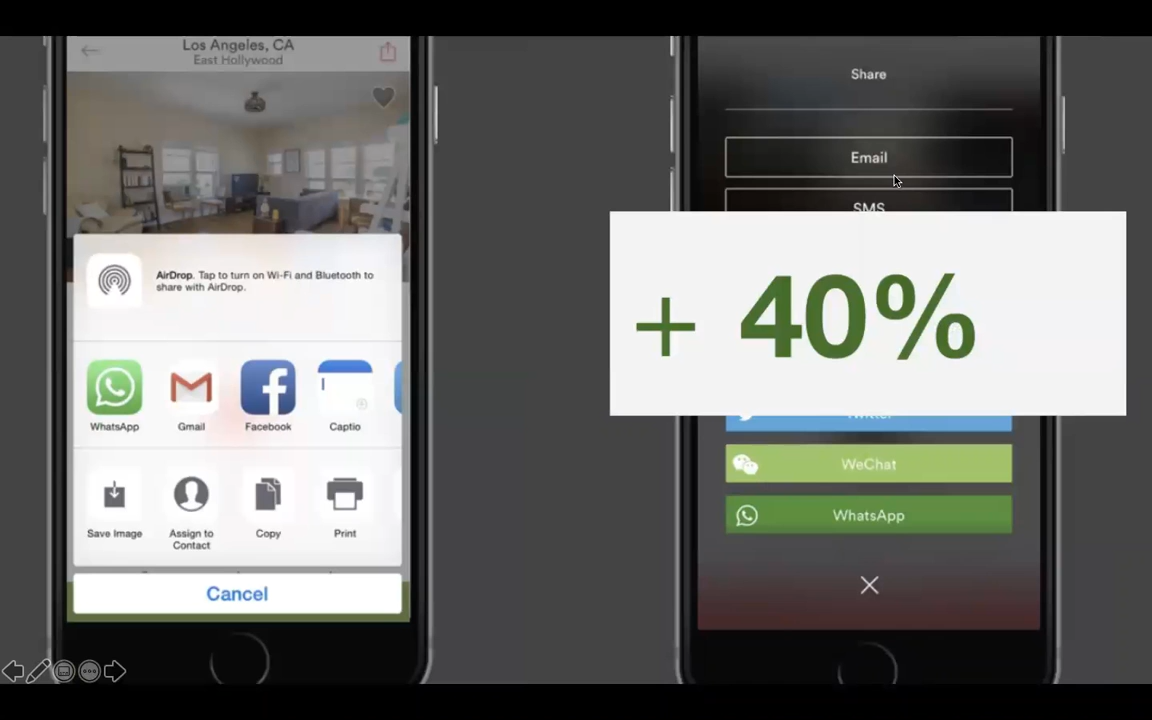 Los Angeles, CA
East Hollywood
AirDrop. Tap to turn on Wi-Fi and Bluetooth to
share with AirDrop.
WhatsApp
Gmail
Facebook
Captio
Save Image
Assign to
Contact
Copy
Print
Cancel
Share
Email
SMS
+ 40%
Twitter
WeChat
WhatsApp